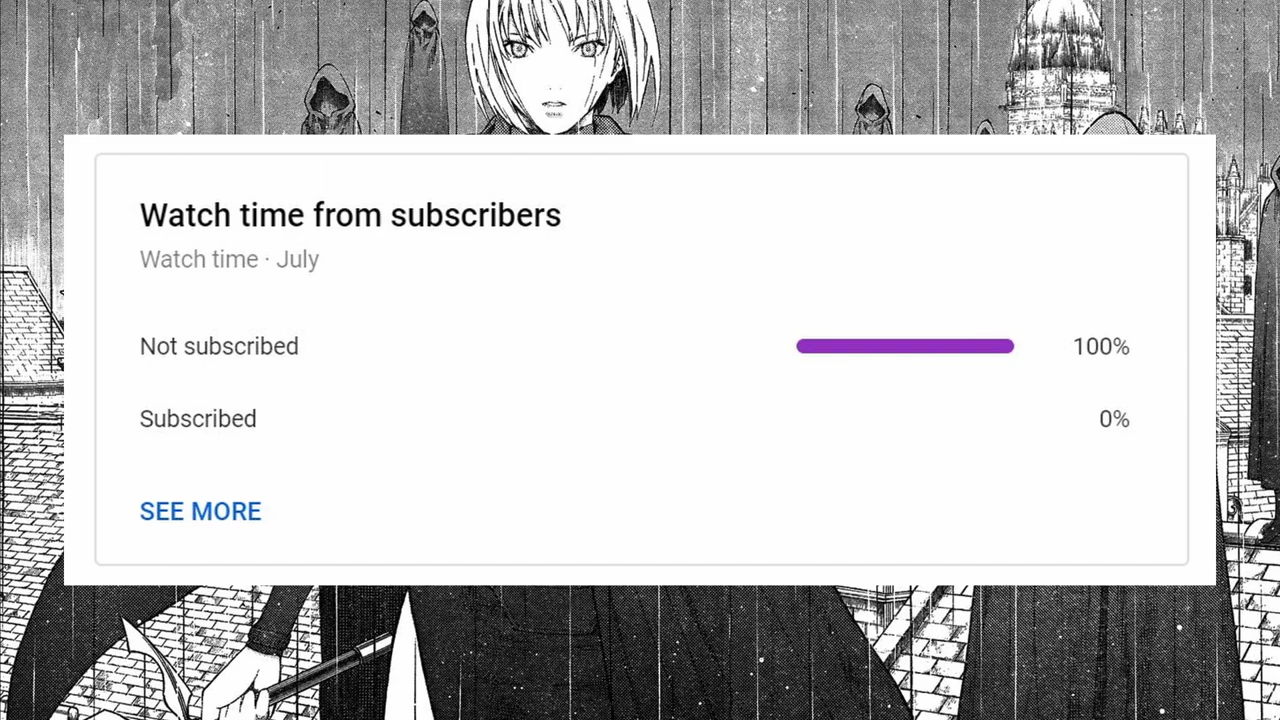 Watch time from subscribers
Watch time · July
Not subscribed 100%
Subscribed 0%
SEE MORE